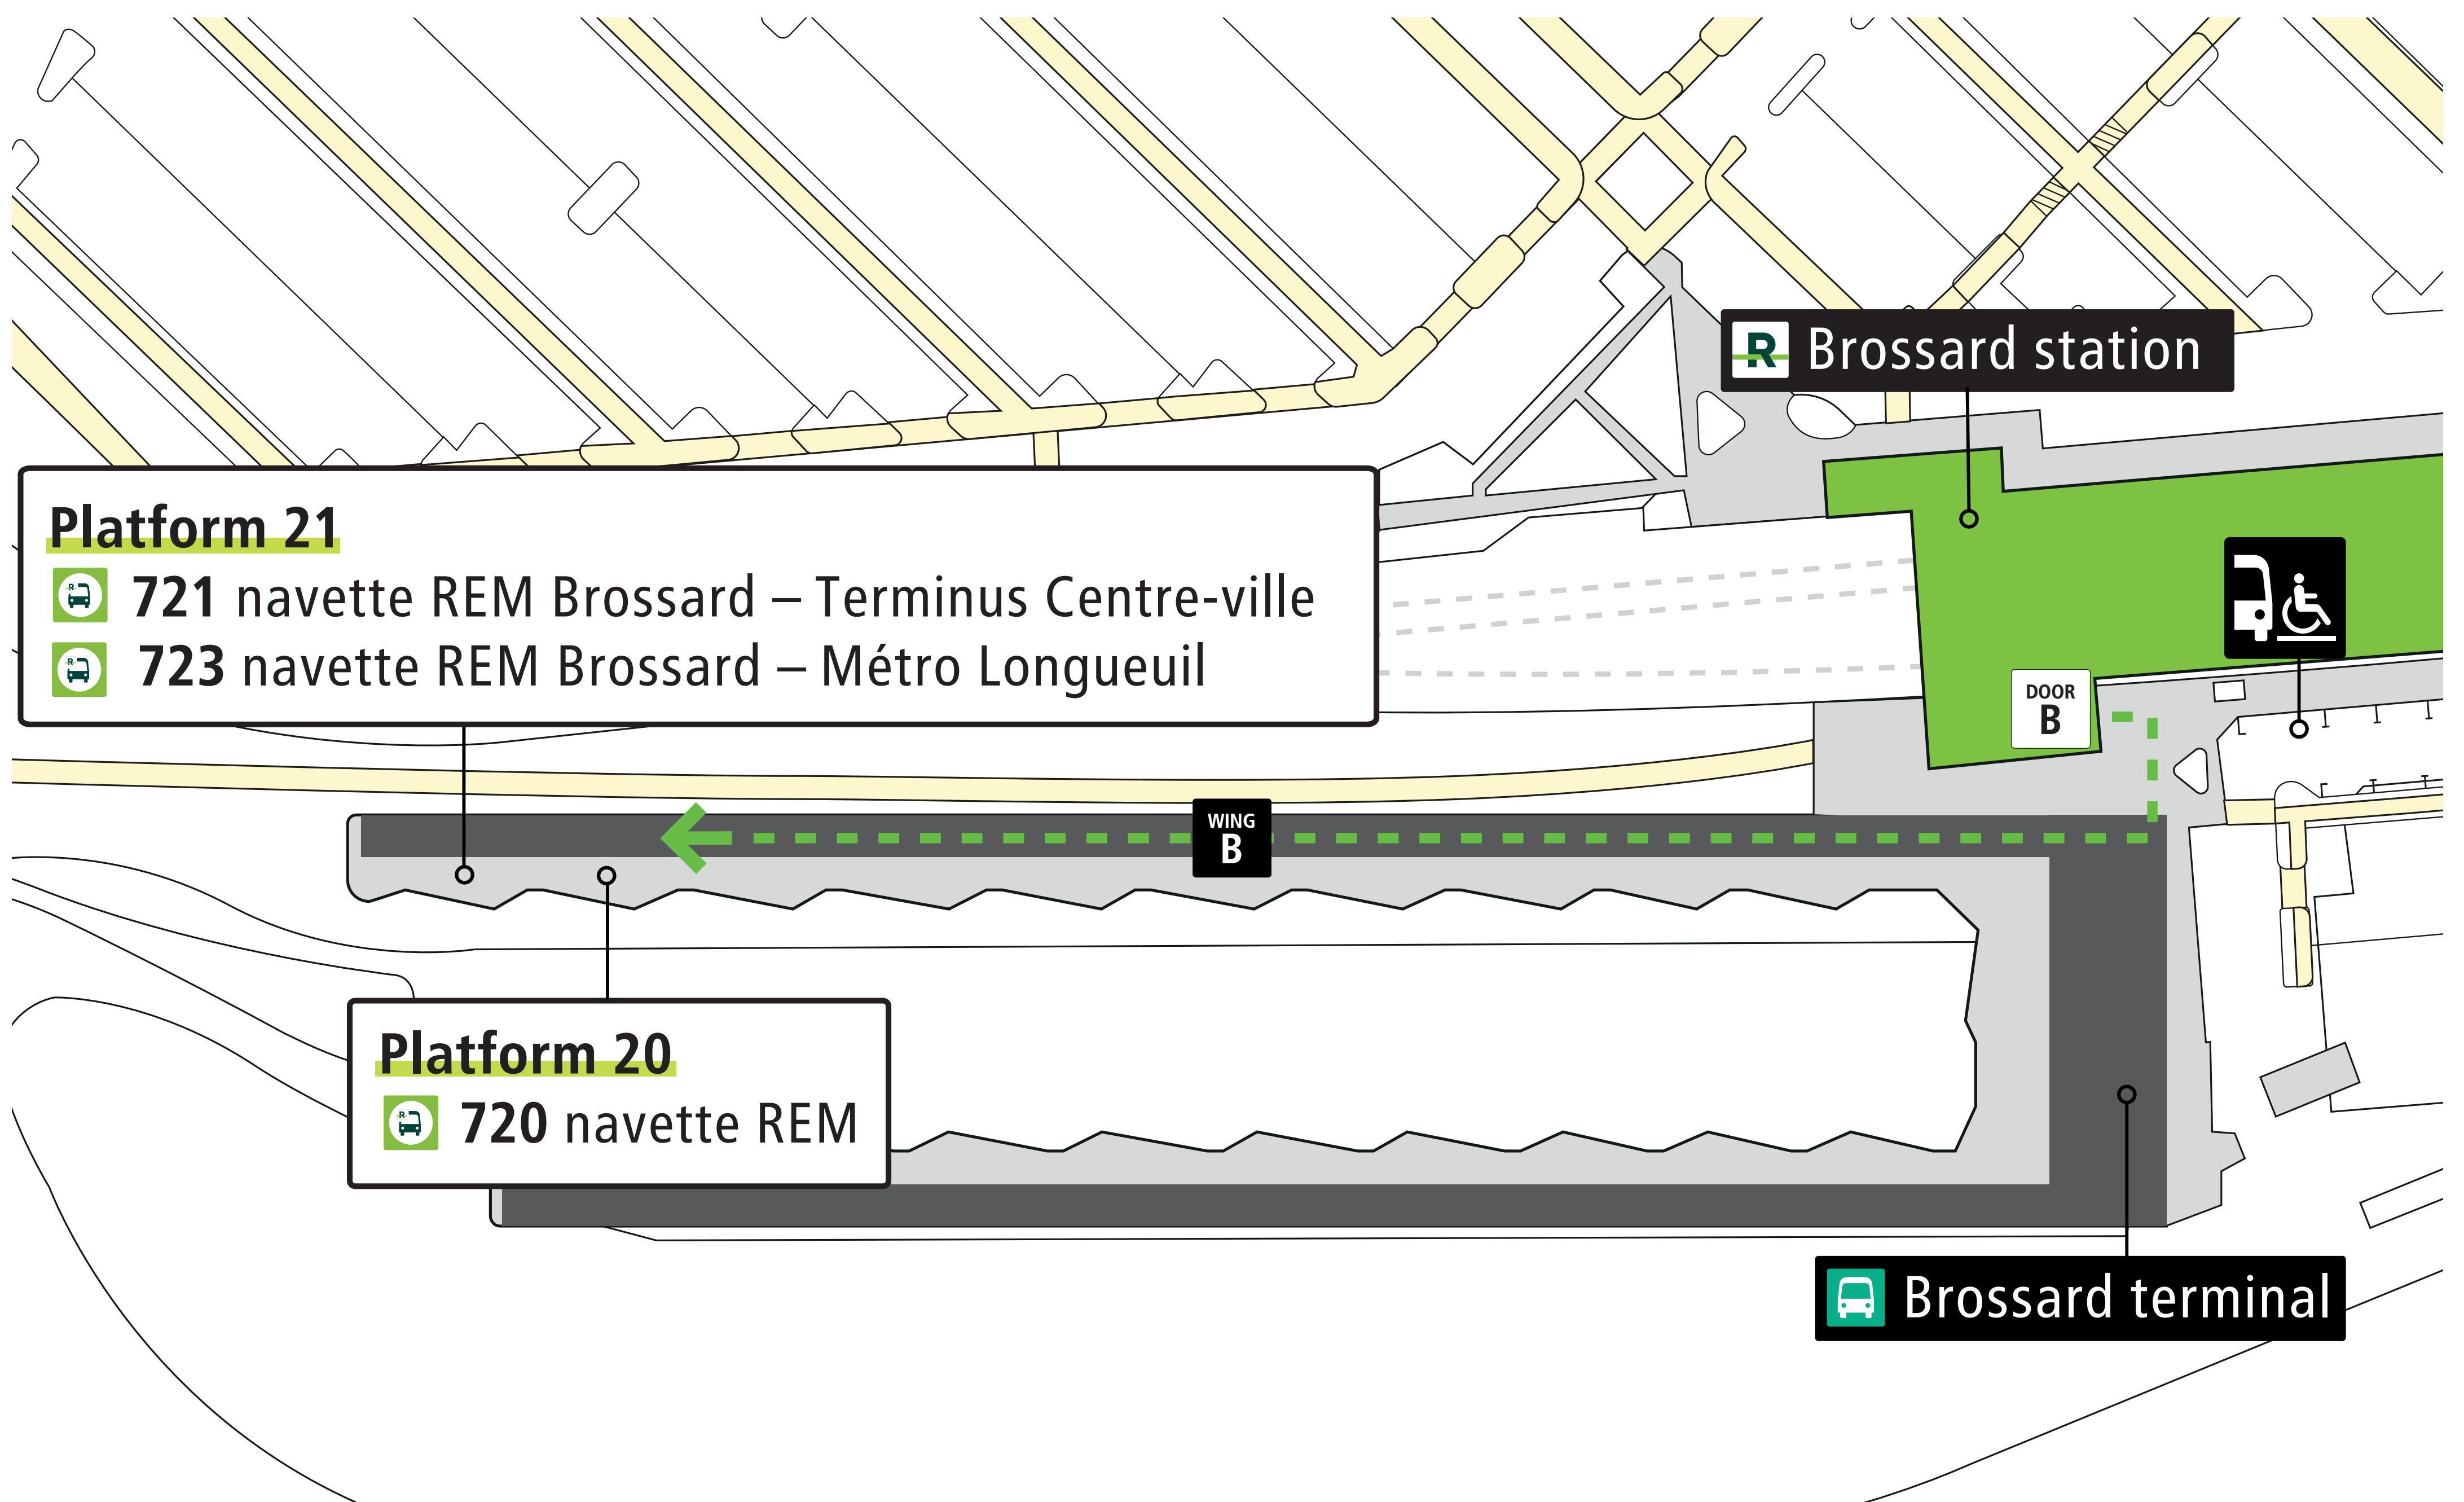 R Brossard station
Platform 21
721 navette REM Brossard – Terminus Centre-ville
723 navette REM Brossard – Métro Longueuil
DOOR
B
WING
B
Platform 20
720 navette REM
Brossard terminal